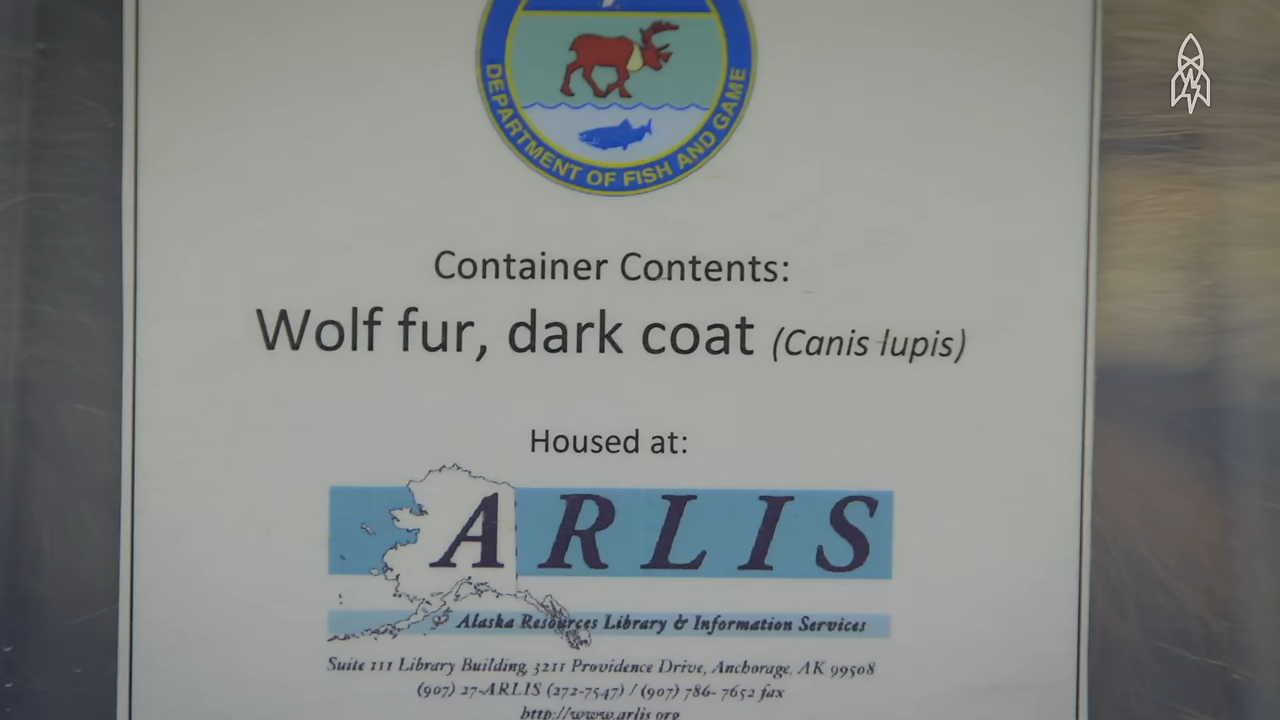 DEPARTMENT OF FISH AND GAME
Container Contents:
Wolf fur, dark coat (Canis lupis)
Housed at:
ARLIS
Alaska Resources Library & Information Services
Suite 111 Library Building, 3211 Providence Drive, Anchorage, AK 99508
(907) 27-ARLIS (272-7547) / (907) 786- 7652 fax
http://www.arlis.org